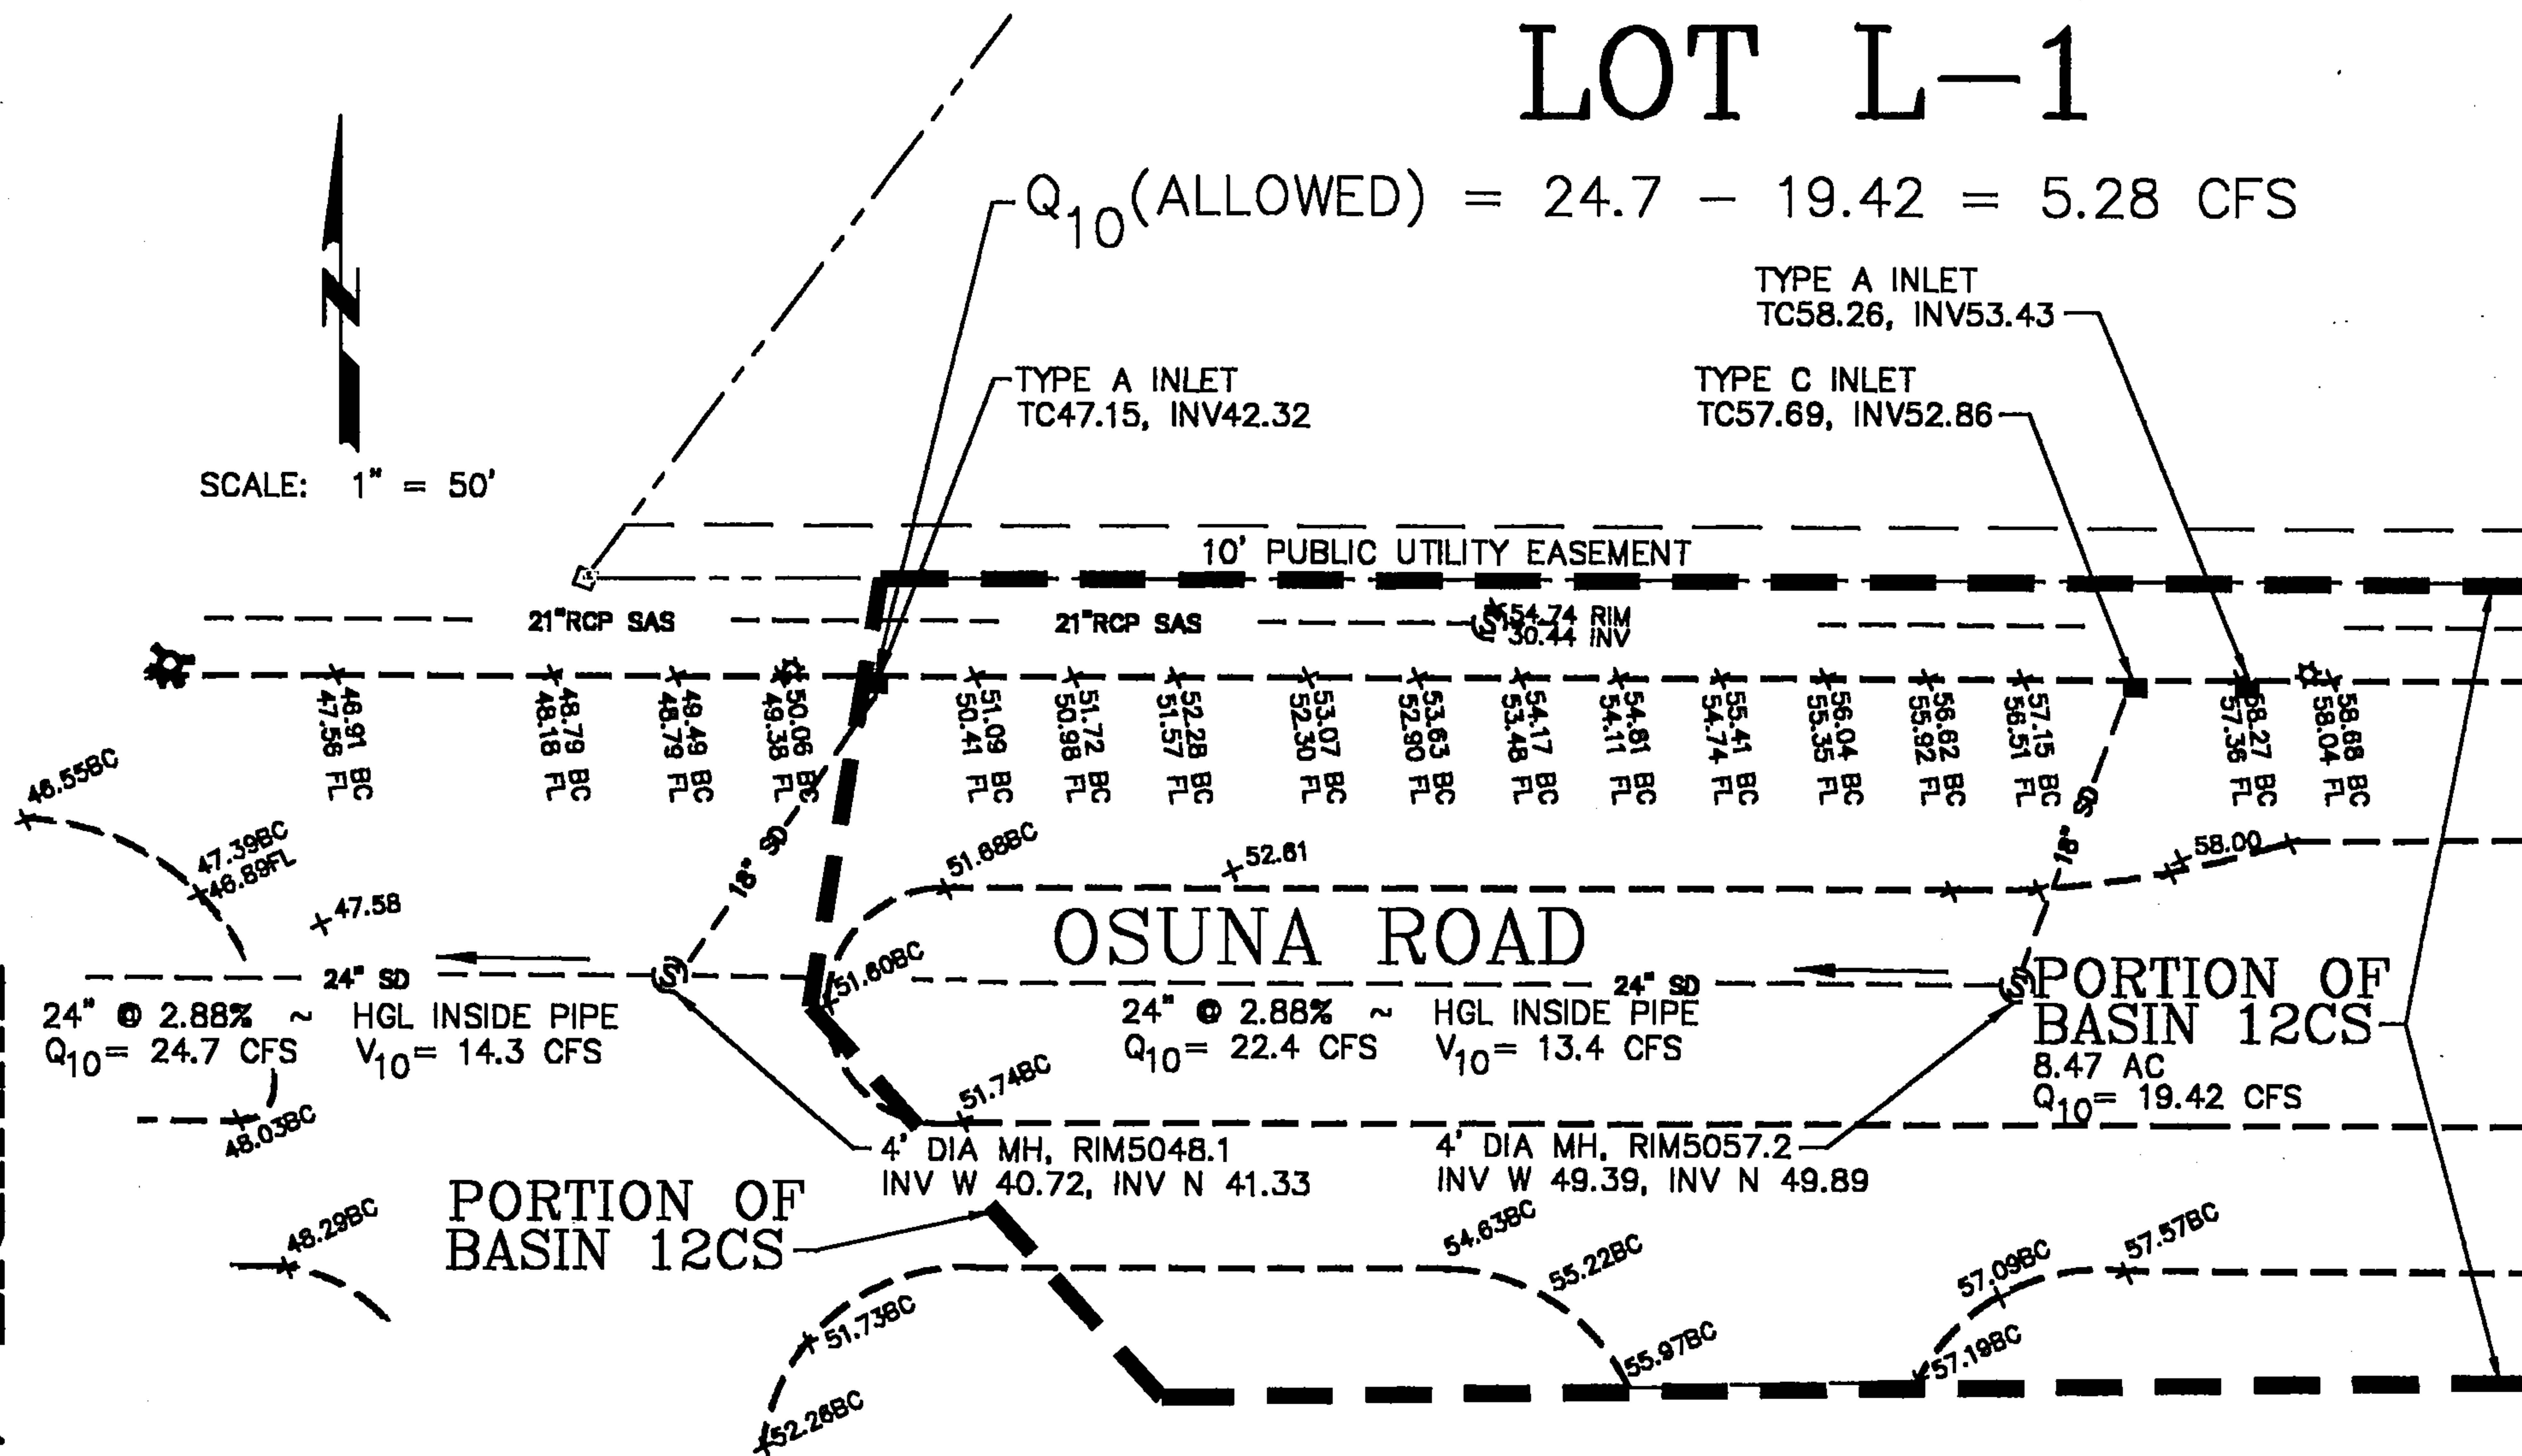 LOT L-1
Q10(ALLOWED) = 24.7 - 19.42 = 5.28 CFS
TYPE A INLET
TC58.26, INV53.43
TYPE A INLET
TC47.15, INV42.32
TYPE C INLET
TC57.69, INV52.86
N
SCALE: 1" = 50'
10' PUBLIC UTILITY EASEMENT
21"RCP SAS
21"RCP SAS
54.74 RIM
30.44 INV
48.91 BC
47.56 FL
48.79 BC
48.18 FL
49.49 BC
48.79 FL
50.06 BC
49.38 FL
51.09 BC
50.41 FL
51.72 BC
50.98 FL
52.28 BC
51.57 FL
53.07 BC
52.30 FL
53.63 BC
52.90 FL
54.17 BC
53.48 FL
54.81 BC
54.11 FL
55.41 BC
54.74 FL
56.04 BC
55.35 FL
56.62 BC
55.92 FL
57.15 BC
56.51 FL
58.27 BC
57.36 FL
58.68 BC
58.04 FL
46.55BC
47.39BC
46.89FL
47.58
18" SD
51.68BC
52.61
18" SD
58.00
OSUNA ROAD
51.60BC
24" SD
24" SD
24" @ 2.88% ~ HGL INSIDE PIPE
Q10= 24.7 CFS V10= 14.3 CFS
24" @ 2.88% ~ HGL INSIDE PIPE
Q10= 22.4 CFS V10= 13.4 CFS
PORTION OF
BASIN 12CS
8.47 AC
Q10= 19.42 CFS
48.03BC
51.74BC
4' DIA MH, RIM5048.1
INV W 40.72, INV N 41.33
4' DIA MH, RIM5057.2
INV W 49.39, INV N 49.89
PORTION OF
BASIN 12CS
48.29BC
54.63BC
55.22BC
57.09BC
57.57BC
51.73BC
55.97BC
57.19BC
52.26BC